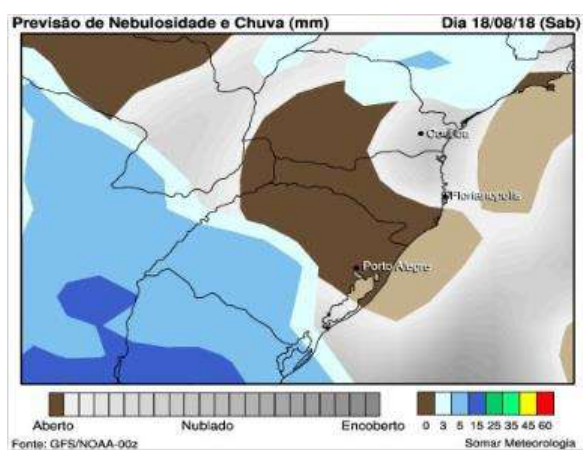 Previsão de Nebulosidade e Chuva (mm) Dia 18/08/18 (Sab)
Curitiba
Florianopolis
Porto Alegre
0 3 5 15 25 35 45 60
Aberto Nublado Encoberto
Fonte: GFS/NOAA-00z Somar Meteorologia